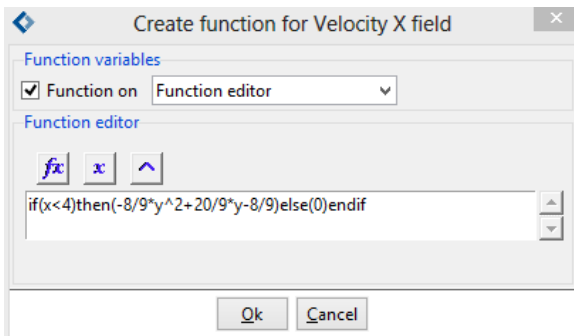 Create function for Velocity X field
Function variables
Function on Function editor
Function editor
fx x ^
if(x<4)then(-8/9*y^2+20/9*y-8/9)else(0)endif
Ok Cancel